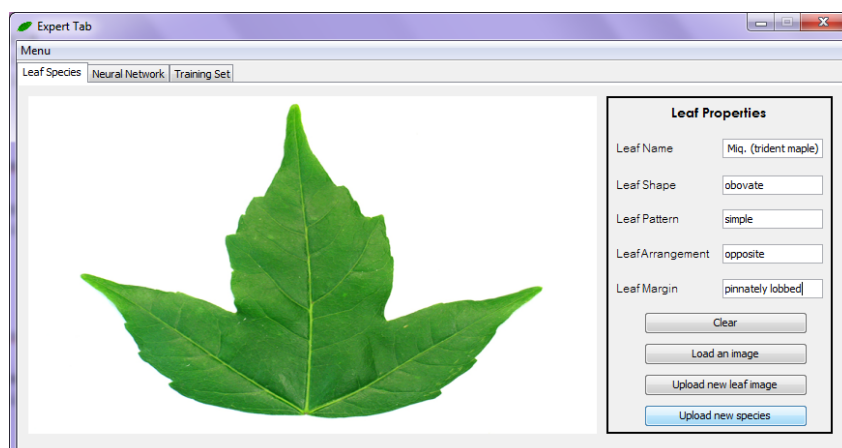 Expert Tab
Menu
Leaf Species Neural Network Training Set
Leaf Properties
Leaf Name Miq. (trident maple)
Leaf Shape obovate
Leaf Pattern simple
Leaf Arrangement opposite
Leaf Margin pinnately lobbed
Clear
Load an image
Upload new leaf image
Upload new species